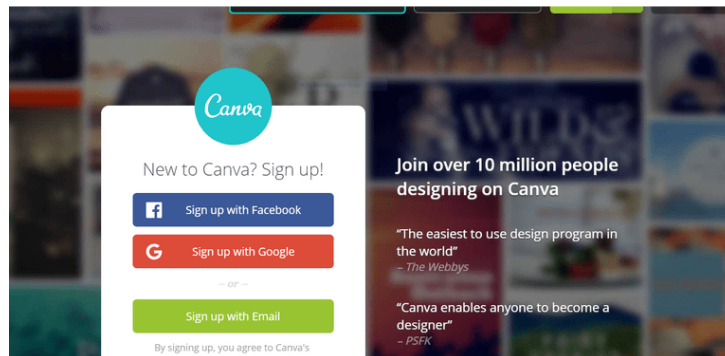 Canva
New to Canva? Sign up!
Sign up with Facebook
Sign up with Google
– or –
Sign up with Email
By signing up, you agree to Canva's
Join over 10 million people
designing on Canva
“The easiest to use design program in
the world”
– The Webbys
“Canva enables anyone to become a
designer”
– PSFK
WILD &